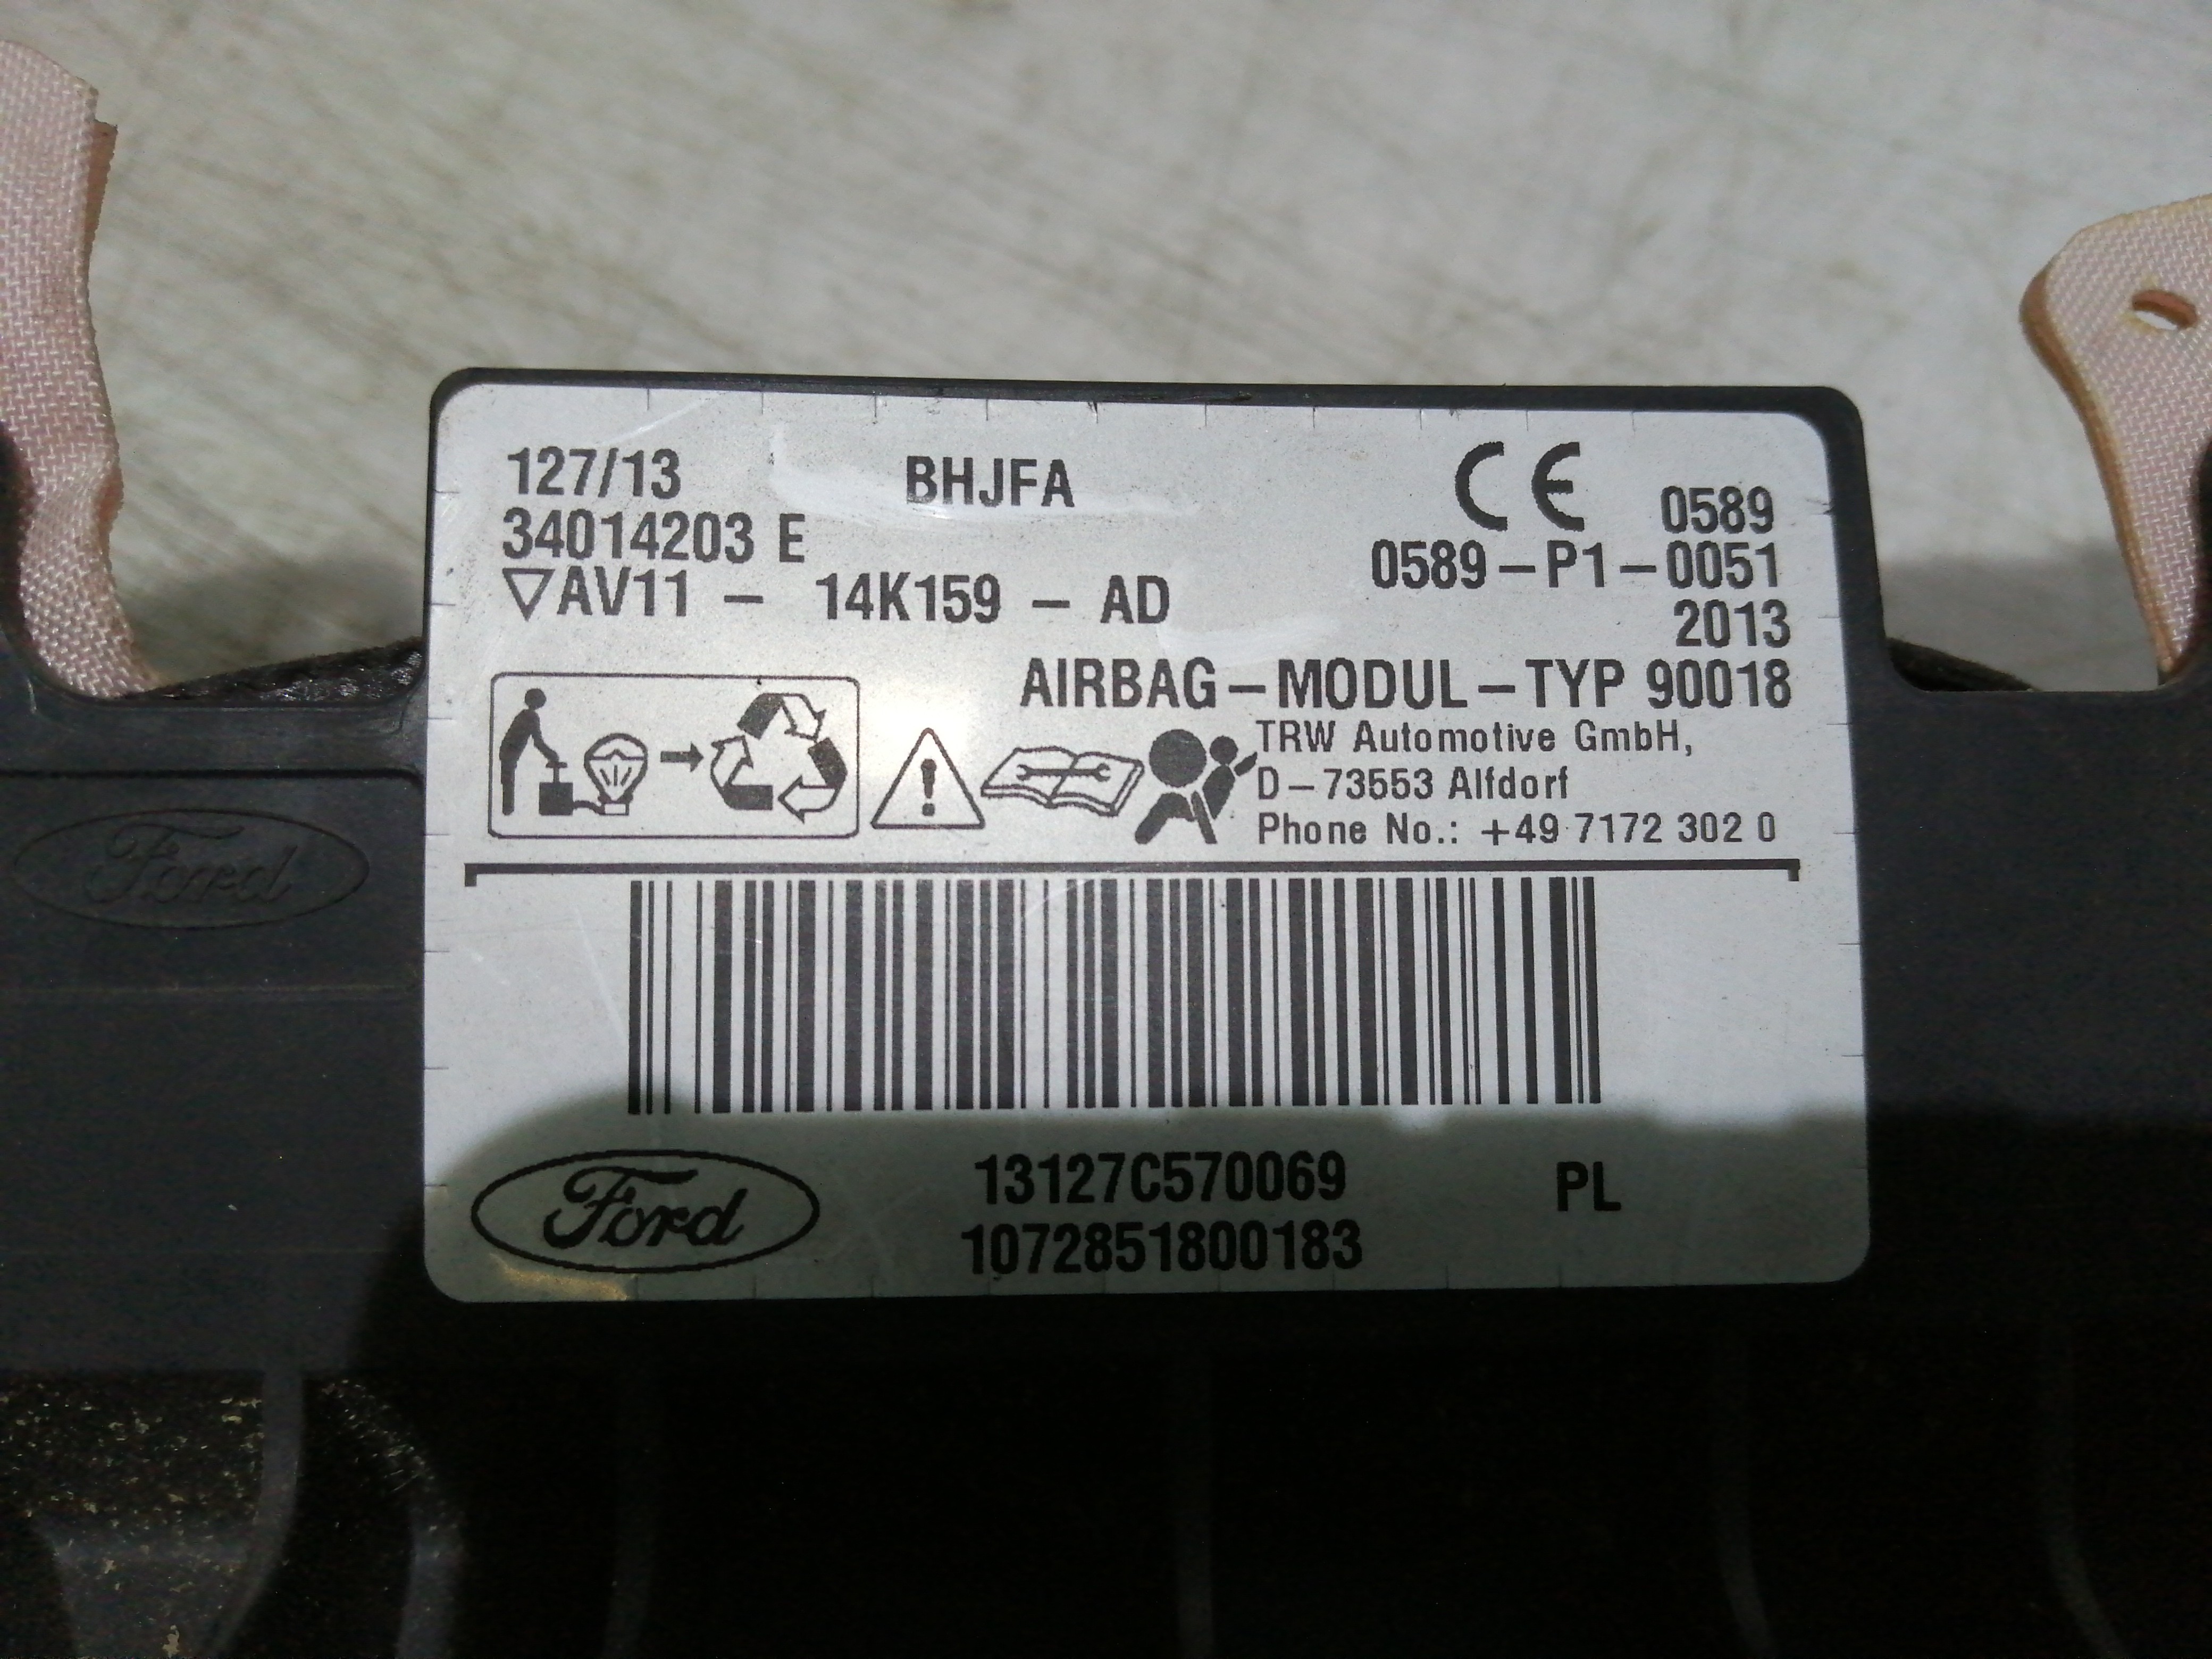 127/13 BHJFA CE 0589
34014203 E 0589-P1-0051
▽AV11 - 14K159 - AD 2013
AIRBAG-MODUL-TYP 90018
TRW Automotive GmbH,
D-73553 Alfdorf
Phone No.: +49 7172 302 0
Ford
13127C570069 PL
Ford
1072851800183